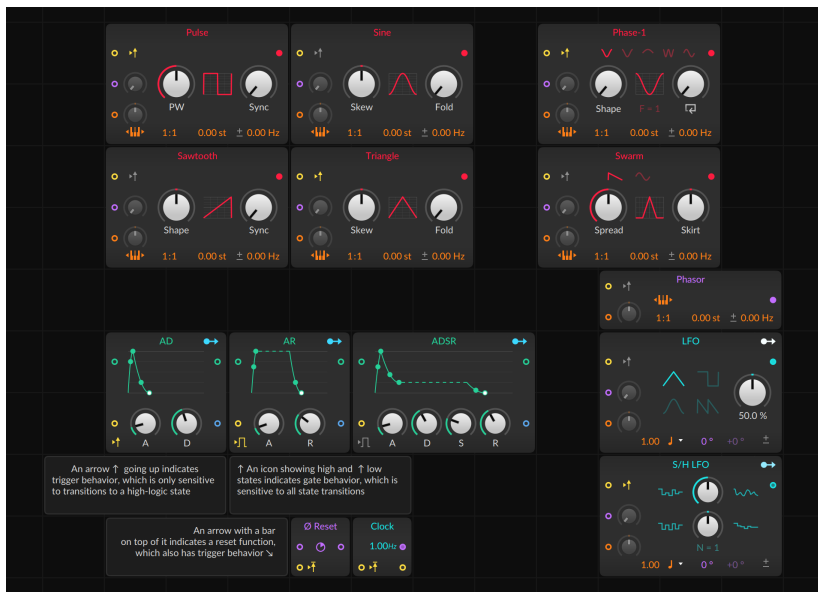 Pulse
PW
Sync
1:1
0.00 st
± 0.00 Hz
Sine
Skew
Fold
1:1
0.00 st
± 0.00 Hz
Phase-1
Shape
F = 1
1:1
0.00 st
± 0.00 Hz
Sawtooth
Shape
Sync
1:1
0.00 st
± 0.00 Hz
Triangle
Skew
Fold
1:1
0.00 st
± 0.00 Hz
Swarm
Spread
Skirt
1:1
0.00 st
± 0.00 Hz
Phasor
1:1
0.00 st
± 0.00 Hz
AD
A
D
AR
A
R
ADSR
A
D
S
R
LFO
50.0 %
1.00
0°
+0°
±
An arrow ↑ going up indicates
trigger behavior, which is only sensitive
to transitions to a high-logic state
↑ An icon showing high and ↑ low
states indicates gate behavior, which is
sensitive to all state transitions
S/H LFO
N = 1
1.00
0°
+0°
±
An arrow with a bar
on top of it indicates a reset function,
which also has trigger behavior ↘
Ø Reset
Clock
1.00Hz